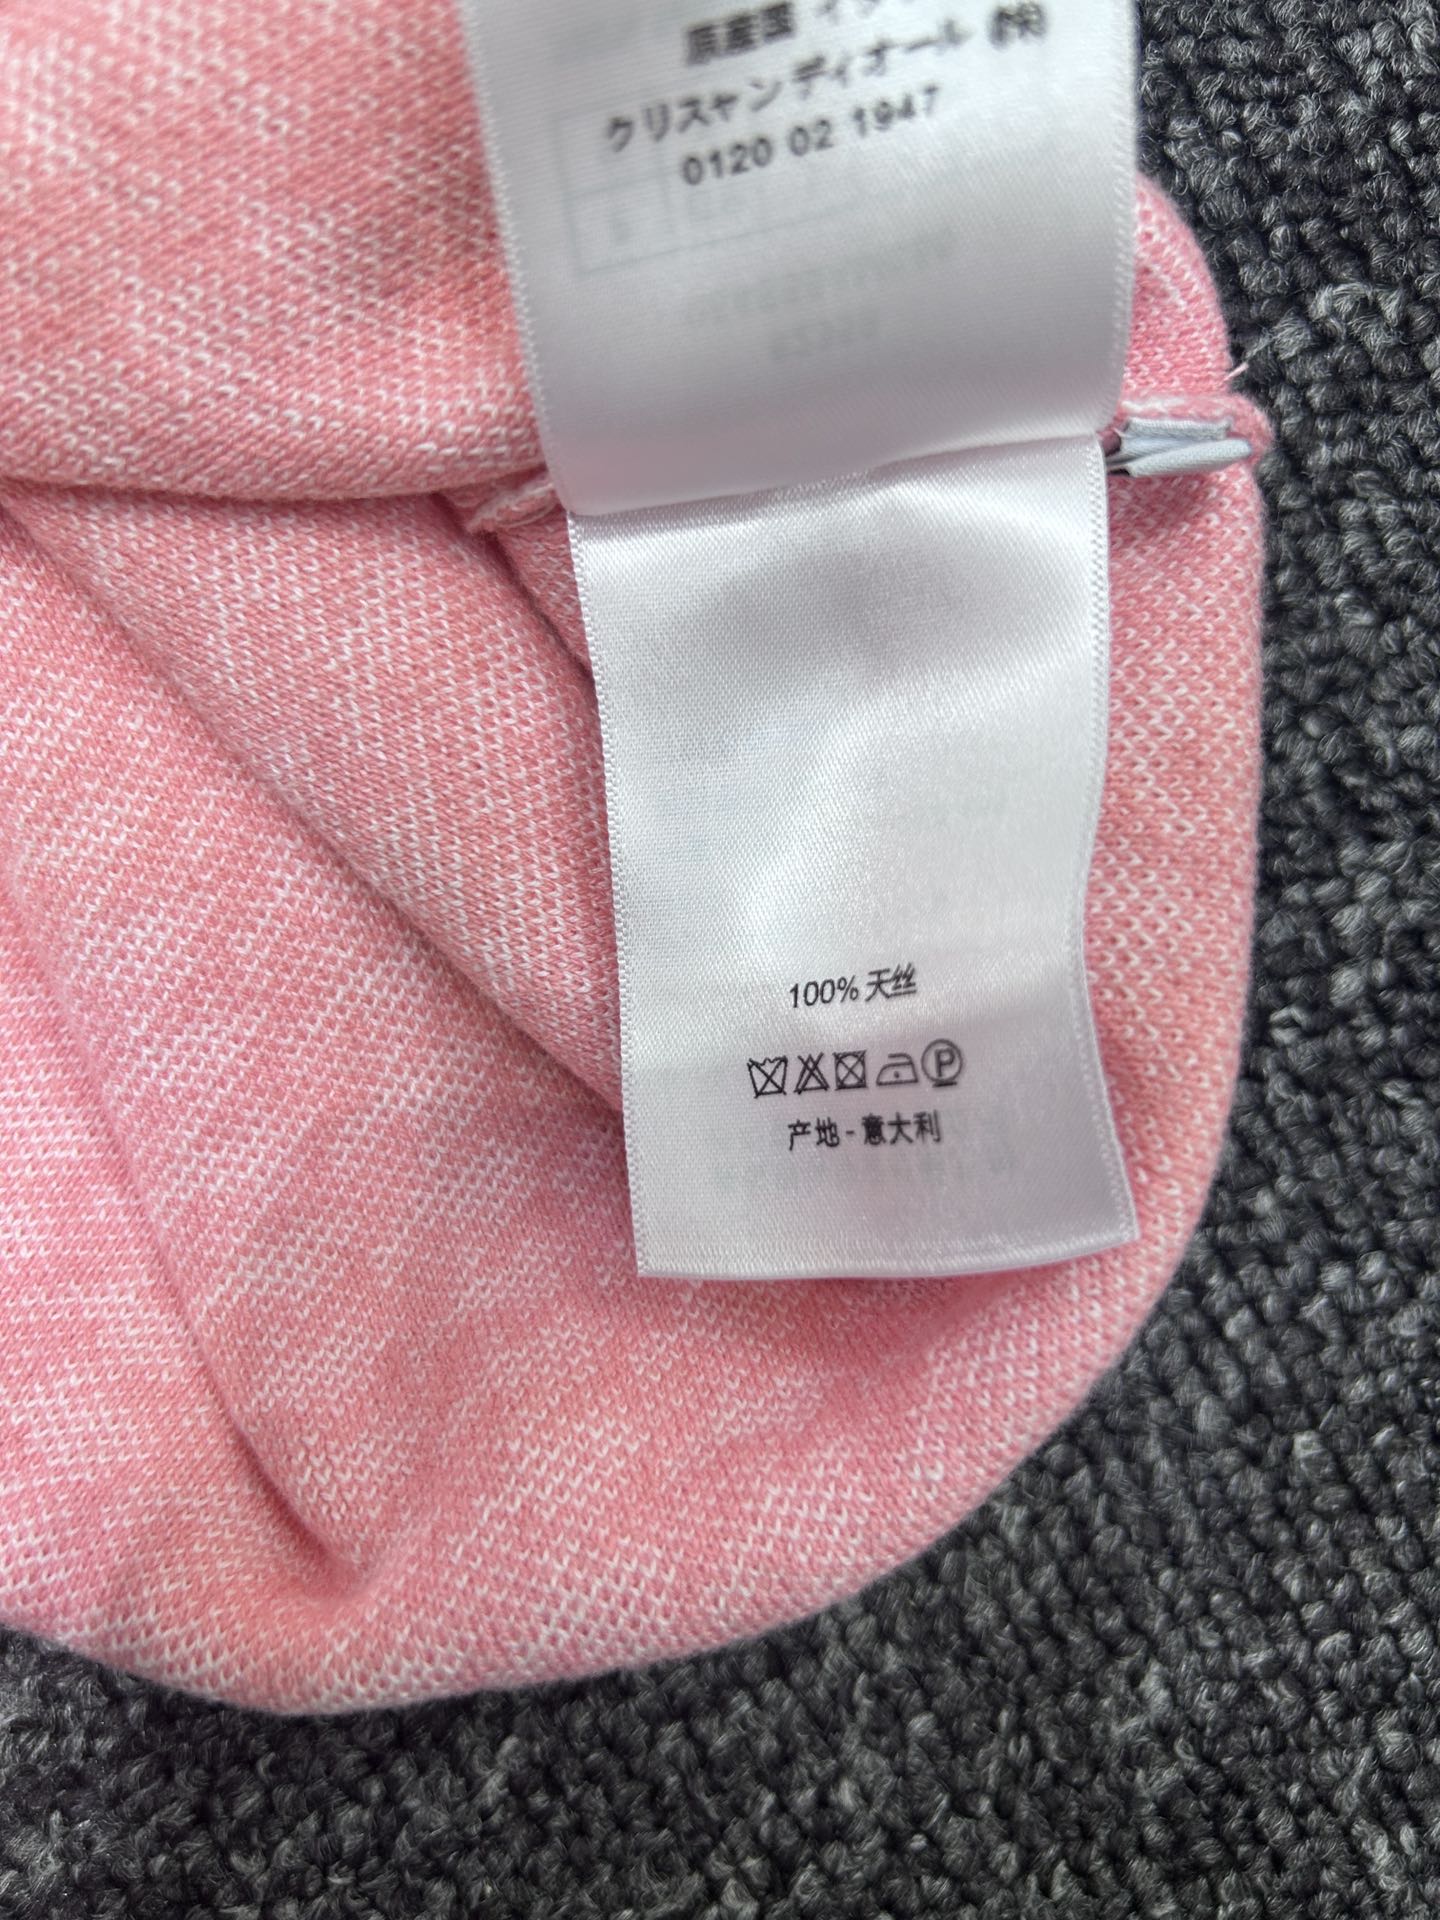 原産国 イタ
クリスャンディオール (株)
0120 02 1947
100% 天丝
P
产地 - 意大利